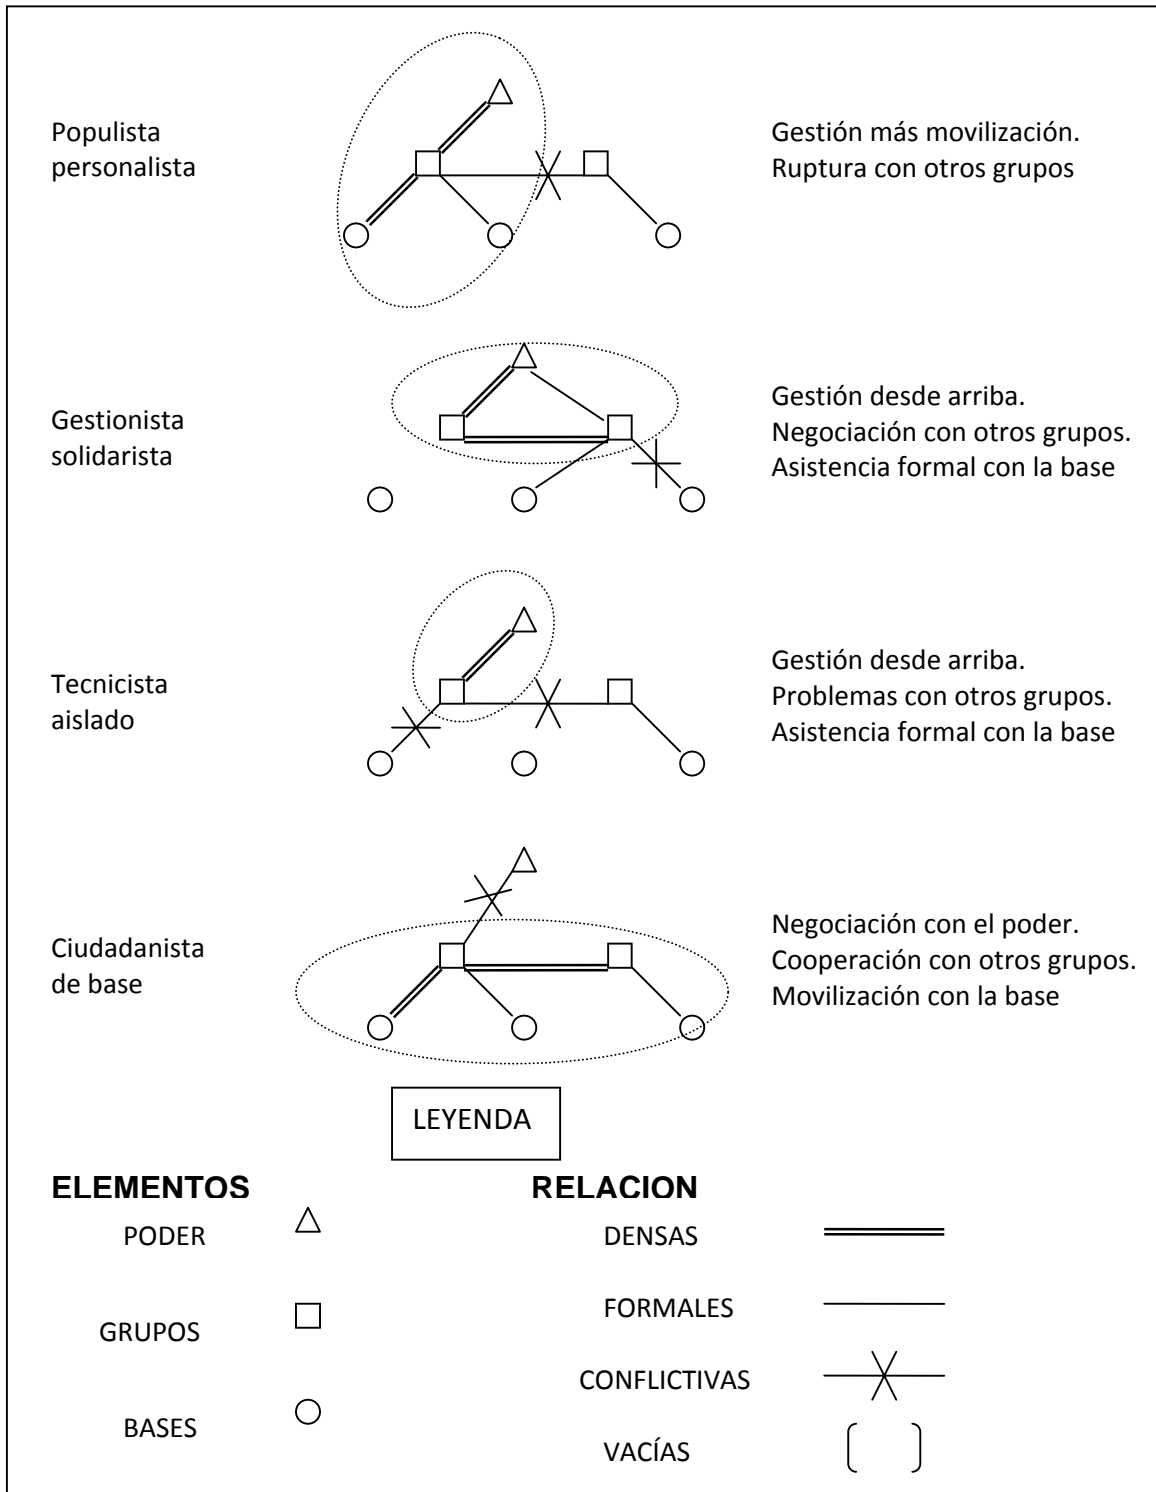 Populista
personalista
Gestión más movilización.
Ruptura con otros grupos
Gestionista
solidarista
Gestión desde arriba.
Negociación con otros grupos.
Asistencia formal con la base
Tecnicista
aislado
Gestión desde arriba.
Problemas con otros grupos.
Asistencia formal con la base
Ciudadanista
de base
Negociación con el poder.
Cooperación con otros grupos.
Movilización con la base
LEYENDA
ELEMENTOS
RELACION
PODER
DENSAS
GRUPOS
FORMALES
CONFLICTIVAS
BASES
VACÍAS